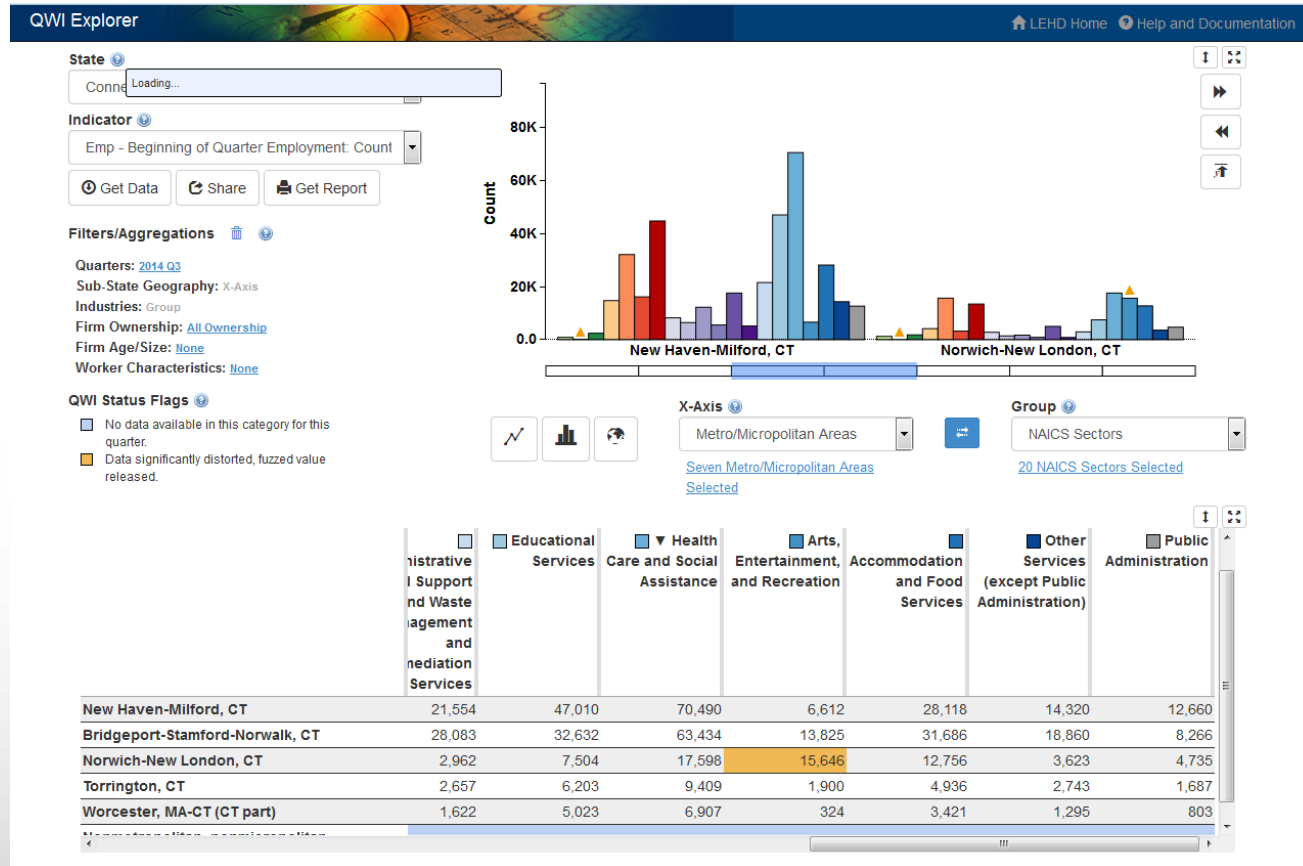 QWI Explorer
LEHD Home Help and Documentation
State
Conne
Loading...
Indicator
Emp - Beginning of Quarter Employment: Count
Get Data Share Get Report
Filters/Aggregations
Quarters: 2014 Q3
Sub-State Geography: X-Axis
Industries: Group
Firm Ownership: All Ownership
Firm Age/Size: None
Worker Characteristics: None
QWI Status Flags
No data available in this category for this
quarter.
Data significantly distorted, fuzzed value
released.
Count
80K
60K
40K
20K
0.0
New Haven-Milford, CT Norwich-New London, CT
X-Axis
Metro/Micropolitan Areas
Seven Metro/Micropolitan Areas
Selected
Group
NAICS Sectors
20 NAICS Sectors Selected
nistrative
l Support
nd Waste
nagement
and
mediation
Services
Educational
Services
▼ Health
Care and Social
Assistance
Arts,
Entertainment,
and Recreation
Accommodation
and Food
Services
Other
Services
(except Public
Administration)
Public
Administration
New Haven-Milford, CT 21,554 47,010 70,490 6,612 28,118 14,320 12,660
Bridgeport-Stamford-Norwalk, CT 28,083 32,632 63,434 13,825 31,686 18,860 8,266
Norwich-New London, CT 2,962 7,504 17,598 15,646 12,756 3,623 4,735
Torrington, CT 2,657 6,203 9,409 1,900 4,936 2,743 1,687
Worcester, MA-CT (CT part) 1,622 5,023 6,907 324 3,421 1,295 803